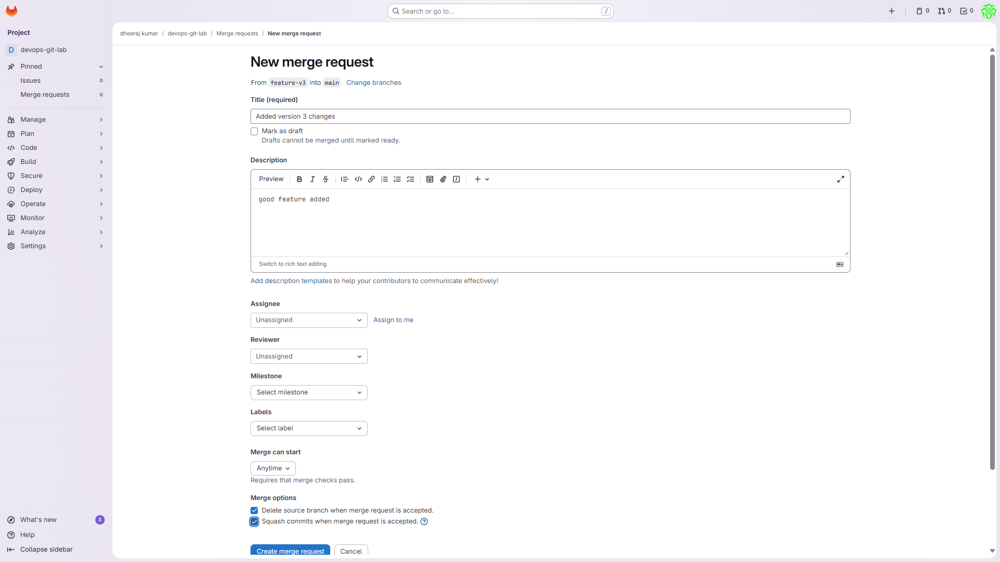 Search or go to...
/
0
0
0
Project
D devops-git-lab
Pinned
Issues 0
Merge requests 0
Manage
Plan
Code
Build
Secure
Deploy
Operate
Monitor
Analyze
Settings
What's new 3
Help
Collapse sidebar
dheeraj kumar / devops-git-lab / Merge requests / New merge request
New merge request
From feature-v3 into main Change branches
Title (required)
Added version 3 changes
Mark as draft
Drafts cannot be merged until marked ready.
Description
Preview B I S
good feature added
Switch to rich text editing
Add description templates to help your contributors to communicate effectively!
Assignee
Unassigned Assign to me
Reviewer
Unassigned
Milestone
Select milestone
Labels
Select label
Merge can start
Anytime
Requires that merge checks pass.
Merge options
Delete source branch when merge request is accepted.
Squash commits when merge request is accepted. ?
Create merge request Cancel